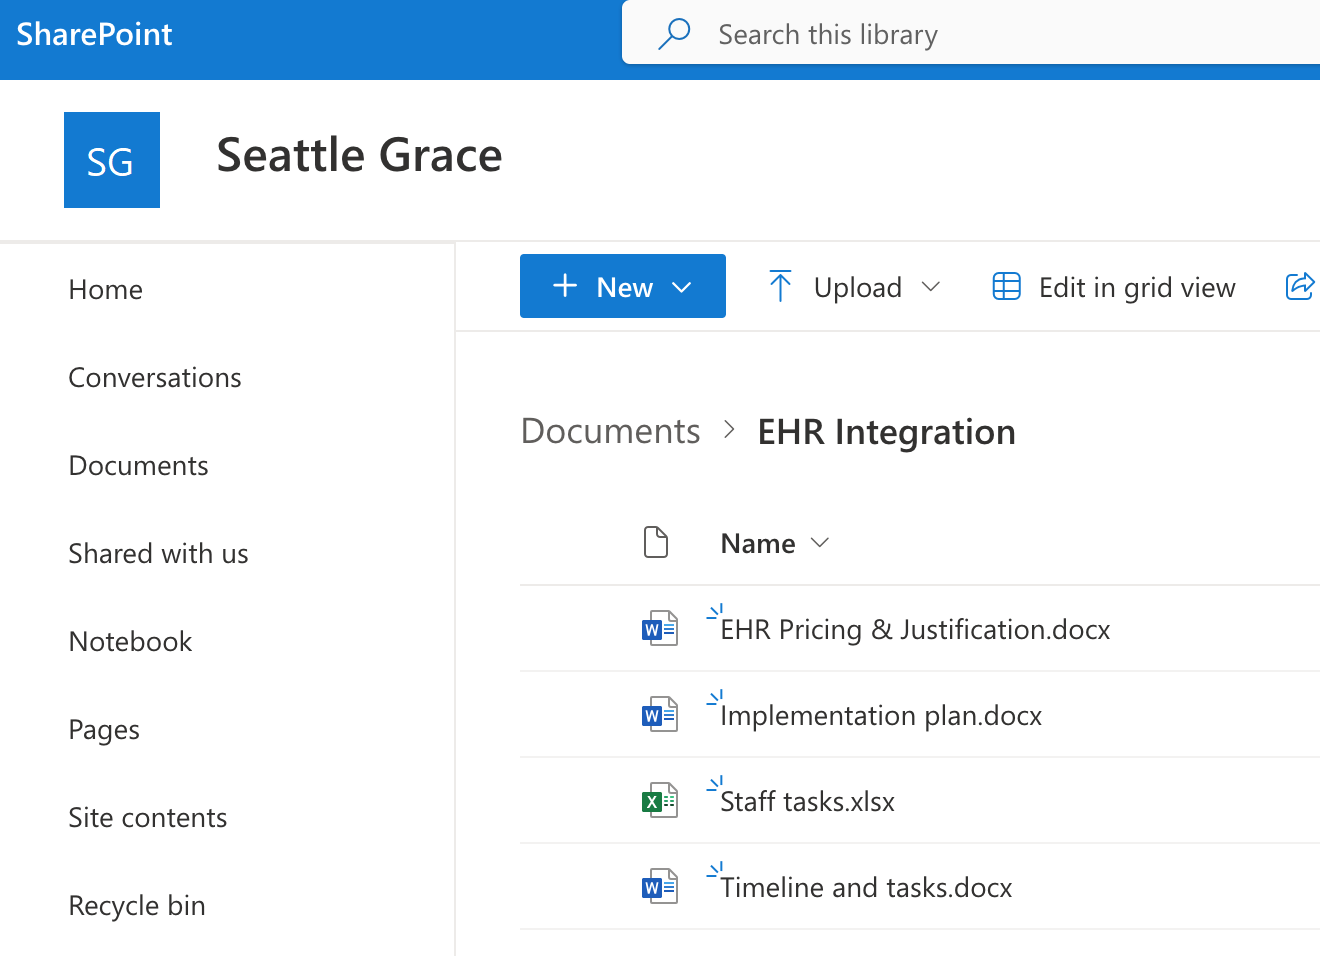 SharePoint
Search this library
SG
Seattle Grace
Home
Conversations
Documents
Shared with us
Notebook
Pages
Site contents
Recycle bin
New
Upload
Edit in grid view
Documents > EHR Integration
Name
EHR Pricing & Justification.docx
Implementation plan.docx
Staff tasks.xlsx
Timeline and tasks.docx